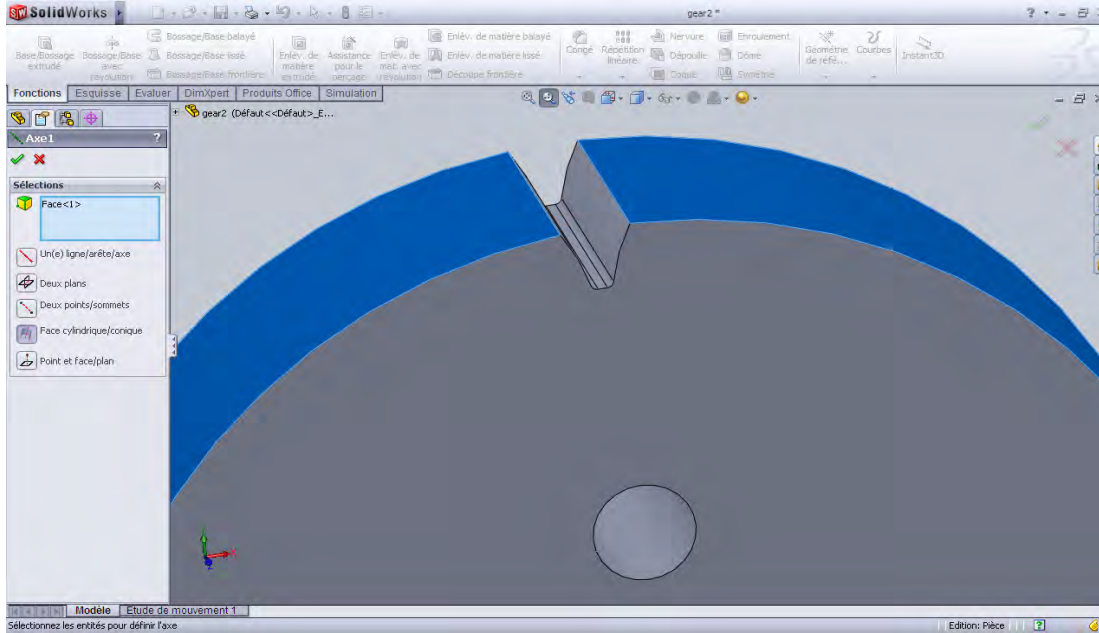 SolidWorks
gear2 *
Base/Bossage extrudé
Bossage/Base avec révolution
Bossage/Base balayé
Bossage/Base lissé
Bossage/Base frontière
Enlèv. de matière extrudé
Assistance pour le perçage
Enlèv. de mat. avec révolution
Enlèv. de matière balayé
Enlèv. de matière lissé
Découpe frontière
Congé
Répétition linéaire
Nervure
Dépouille
Coque
Enroulement
Dôme
Symétrie
Géométrie de réfé...
Courbes
Instant3D
Fonctions
Esquisse
Evaluer
DimXpert
Produits Office
Simulation
gear2 (Défaut<<Défaut>_E...
Axe1
?
Sélections
Face<1>
Un(e) ligne/arête/axe
Deux plans
Deux points/sommets
Face cylindrique/conique
Point et face/plan
Modèle
Etude de mouvement 1
Sélectionnez les entités pour définir l'axe
Edition: Pièce